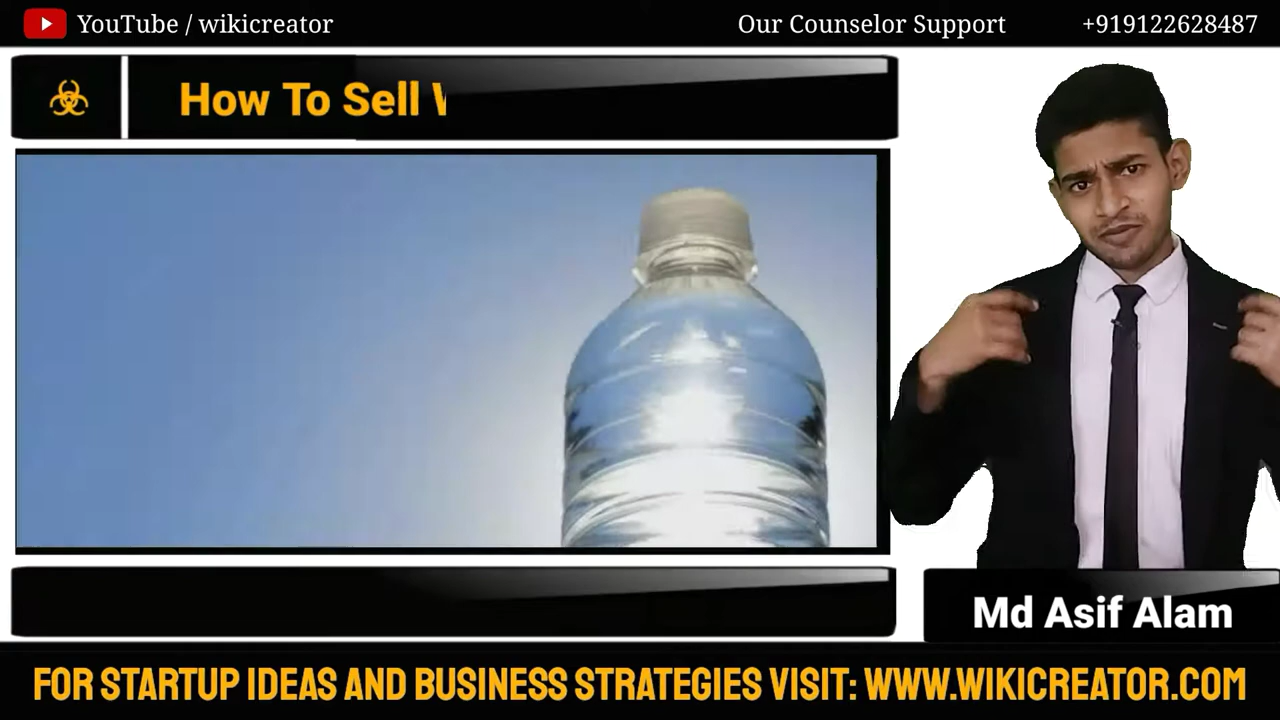 YouTube / wikicreator
Our Counselor Support +919122628487
How To Sell
Md Asif Alam
FOR STARTUP IDEAS AND BUSINESS STRATEGIES VISIT: WWW.WIKICREATOR.COM